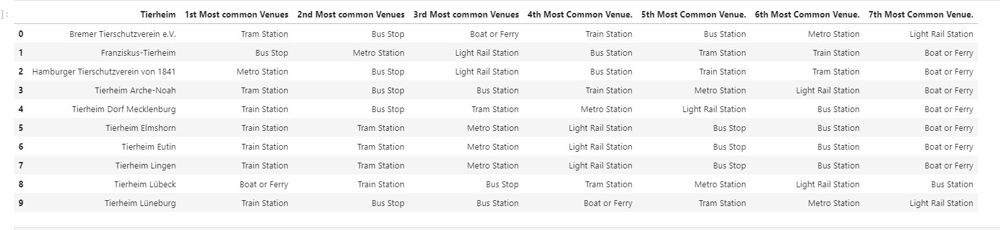 ]:
Tierheim 1st Most common Venues 2nd Most common Venues 3rd Most common Venues 4th Most Common Venue. 5th Most Common Venue. 6th Most Common Venue. 7th Most Common Venue.
0 Bremer Tierschutzverein e.V. Tram Station Bus Stop Boat or Ferry Train Station Bus Station Metro Station Light Rail Station
1 Franziskus-Tierheim Bus Stop Metro Station Light Rail Station Bus Station Tram Station Train Station Boat or Ferry
2 Hamburger Tierschutzverein von 1841 Metro Station Bus Stop Light Rail Station Bus Station Train Station Tram Station Boat or Ferry
3 Tierheim Arche-Noah Tram Station Bus Stop Bus Station Train Station Metro Station Light Rail Station Boat or Ferry
4 Tierheim Dorf Mecklenburg Train Station Bus Stop Tram Station Metro Station Light Rail Station Bus Station Boat or Ferry
5 Tierheim Elmshorn Train Station Tram Station Metro Station Light Rail Station Bus Stop Bus Station Boat or Ferry
6 Tierheim Eutin Train Station Tram Station Metro Station Light Rail Station Bus Stop Bus Station Boat or Ferry
7 Tierheim Lingen Train Station Tram Station Metro Station Light Rail Station Bus Stop Bus Station Boat or Ferry
8 Tierheim Lübeck Boat or Ferry Train Station Bus Stop Tram Station Metro Station Light Rail Station Bus Station
9 Tierheim Lüneburg Train Station Bus Stop Bus Station Boat or Ferry Tram Station Metro Station Light Rail Station